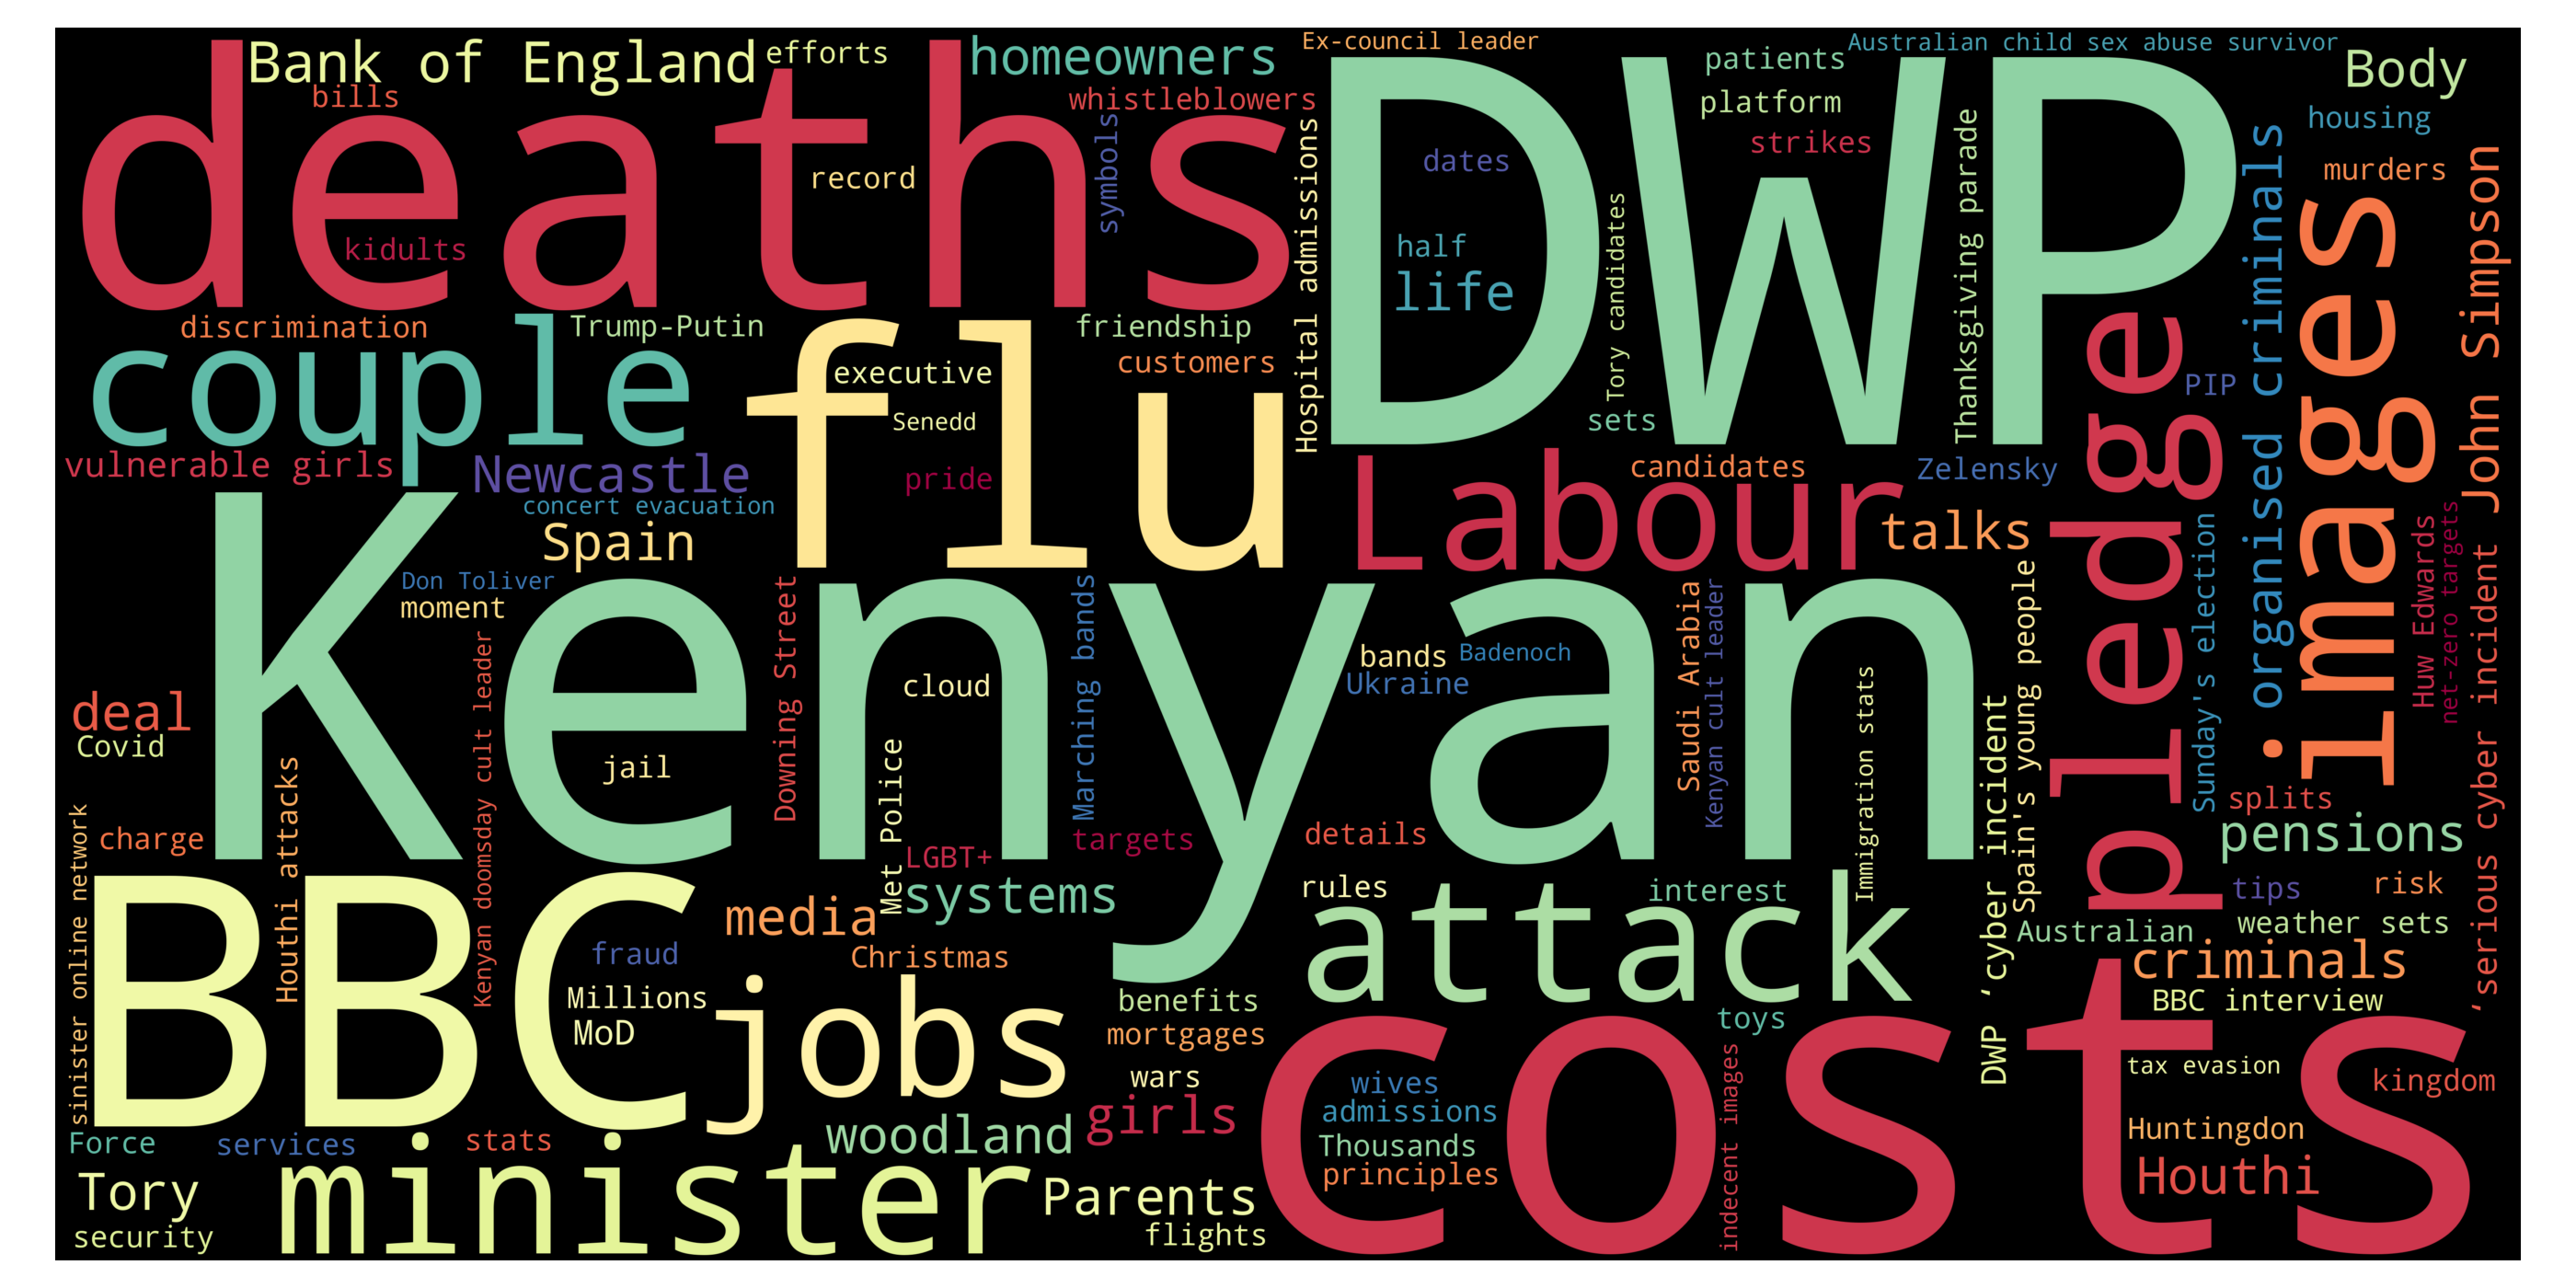 Bank of England
efforts
homeowners
Ex-council leader
Australian child sex abuse survivor
deaths
DWP
bills
whistleblowers
patients
platform
Body
housing
symbols
Hospital admissions
strikes
dates
record
murders
kidults
half
life
Tory candidates
Thanksgiving parade
organised criminals
images
John Simpson
discrimination
Trump-Putin
friendship
couple
flu
executive
customers
Senedd
sets
pledge
PIP
vulnerable girls
Newcastle
pride
Labour
candidates
Zelensky
concert evacuation
Spain
talks
Kenyan
Don Toliver
moment
Downing Street
Marching bands
bands
Badenoch
Ukraine
Saudi Arabia
Kenyan cult leader
Immigration stats
Spain's young people
Sunday's election
Huw Edwards
net-zero targets
‘serious cyber incident
deal
Covid
Kenyan doomsday cult leader
cloud
jail
Met Police
DWP ‘cyber incident
splits
pensions
charge
Houthi attacks
sinister online network
LGBT+
targets
details
systems
rules
attack
interest
tips
risk
Australian
weather sets
BBC
media
fraud
Christmas
criminals
Millions
MoD
jobs
benefits
mortgages
toys
BBC interview
costs
wars
wives
admissions
indecent images
tax evasion
kingdom
girls
woodland
Thousands
principles
Huntingdon
Houthi
Force
services
stats
minister
Tory
security
Parents
flights